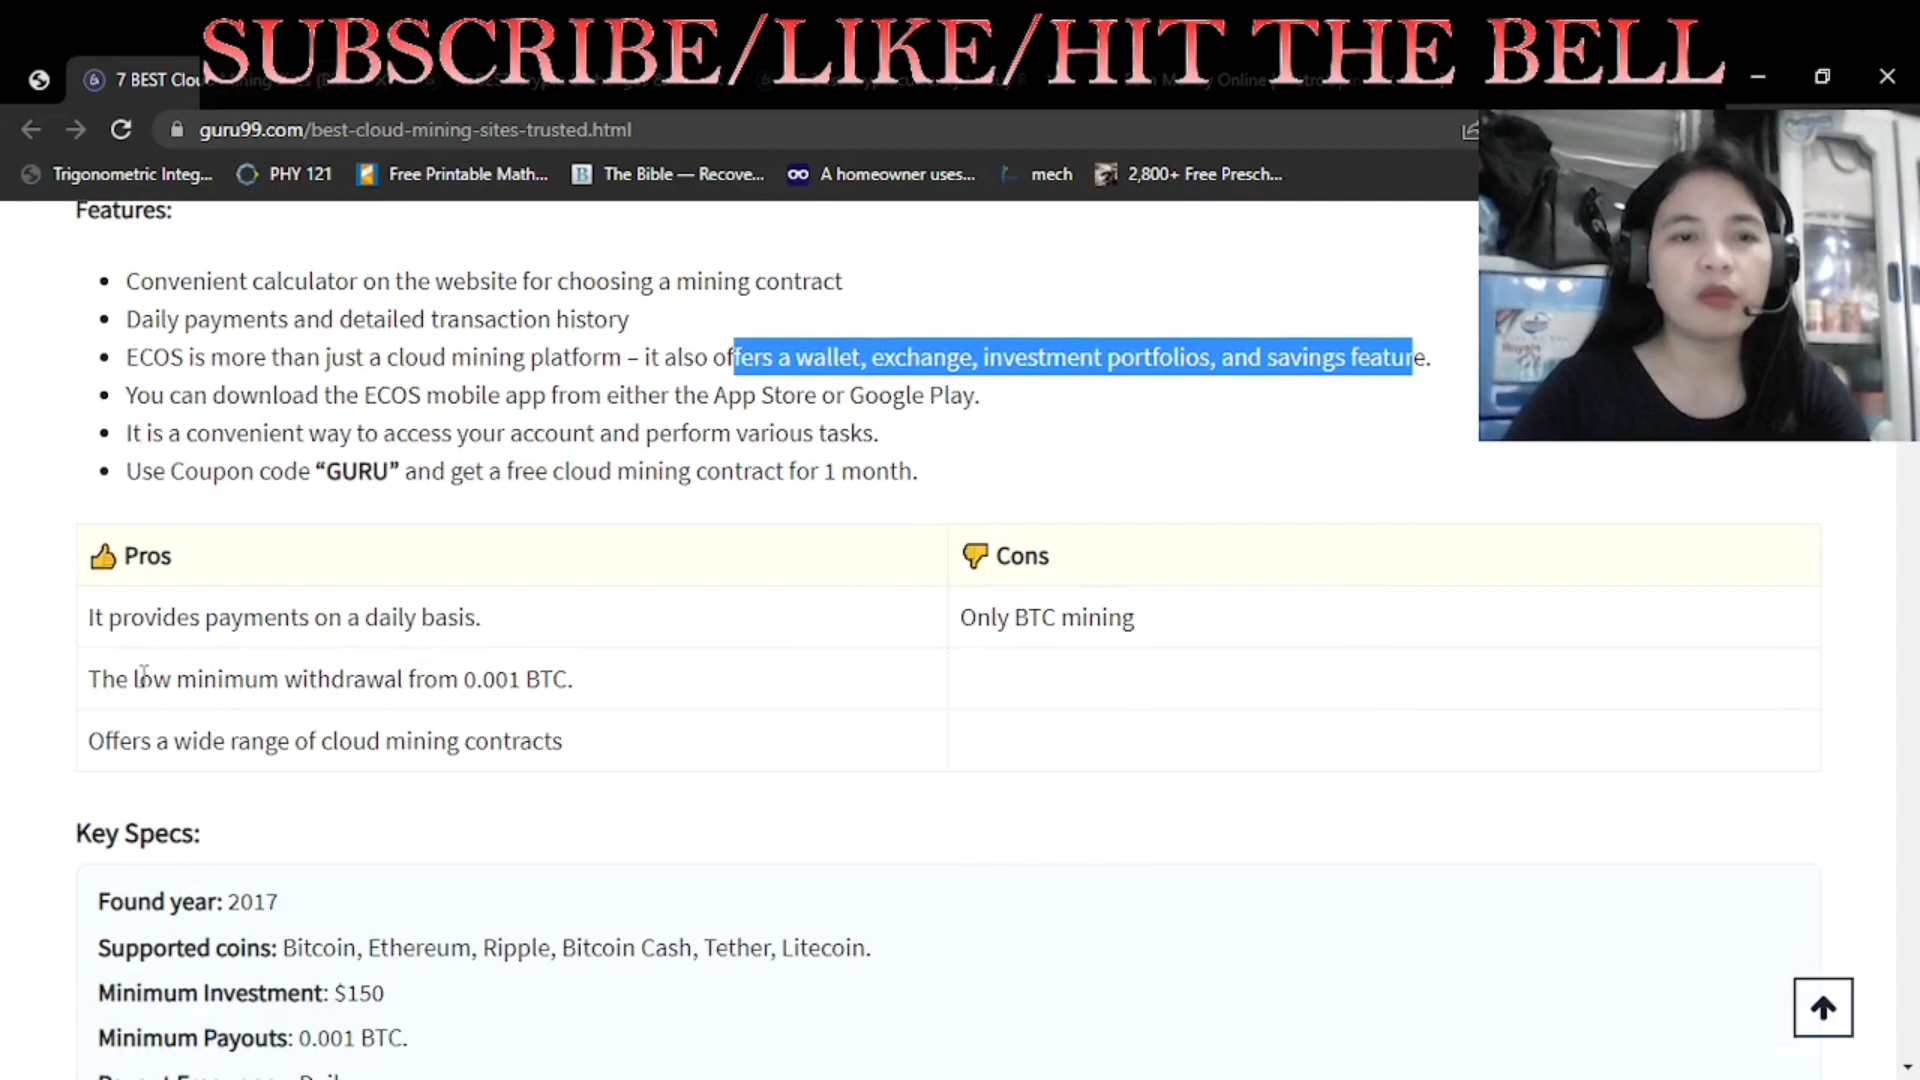 SUBSCRIBE/LIKE/HIT THE BELL
7 BEST Clou
guru99.com/best-cloud-mining-sites-trusted.html
Trigonometric Integ... PHY 121 Free Printable Math... The Bible — Recove... A homeowner uses... mech 2,800+ Free Presch...
Features:
• Convenient calculator on the website for choosing a mining contract
• Daily payments and detailed transaction history
• ECOS is more than just a cloud mining platform – it also offers a wallet, exchange, investment portfolios, and savings feature.
• You can download the ECOS mobile app from either the App Store or Google Play.
• It is a convenient way to access your account and perform various tasks.
• Use Coupon code “GURU” and get a free cloud mining contract for 1 month.
Pros Cons
It provides payments on a daily basis. Only BTC mining
The low minimum withdrawal from 0.001 BTC.
Offers a wide range of cloud mining contracts
Key Specs:
Found year: 2017
Supported coins: Bitcoin, Ethereum, Ripple, Bitcoin Cash, Tether, Litecoin.
Minimum Investment: $150
Minimum Payouts: 0.001 BTC.